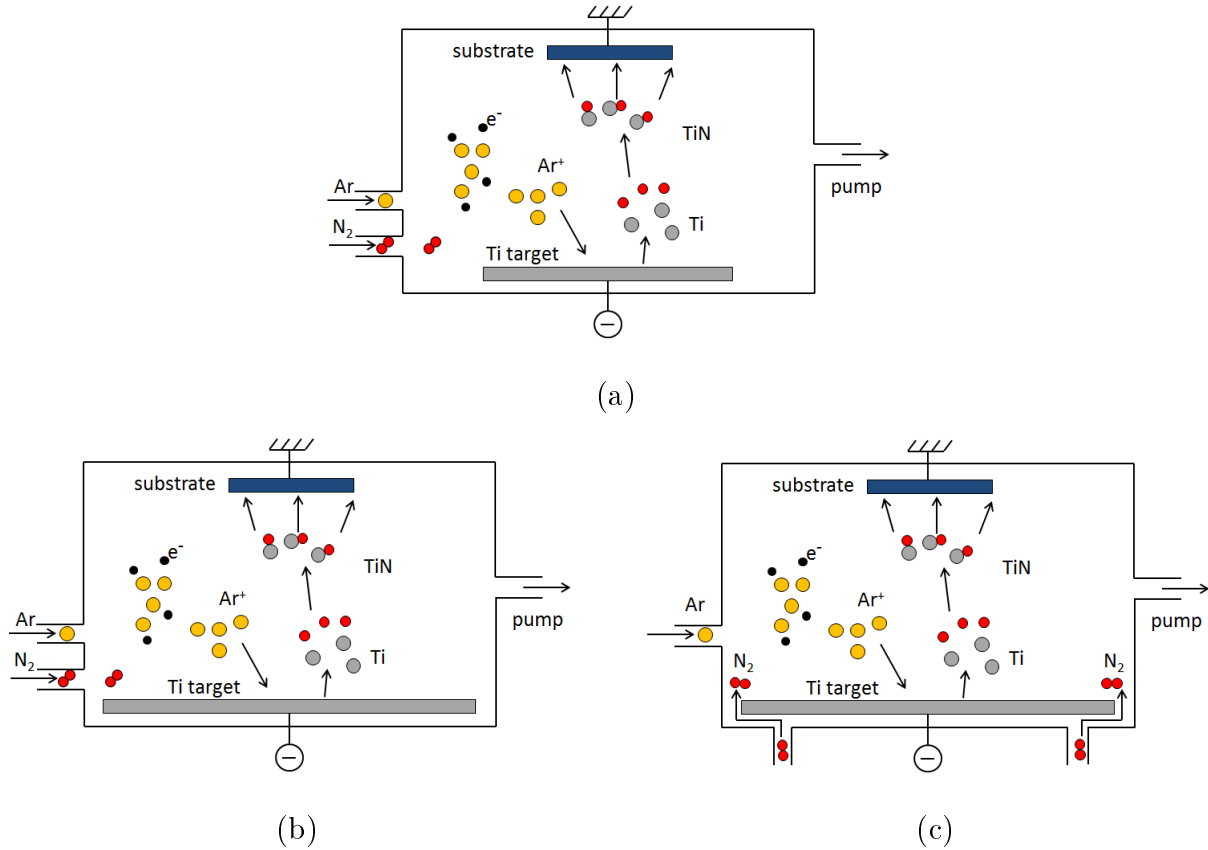 substrate
e-
TiN
Ar+
Ar
pump
N2
Ti
Ti target
(a)
substrate
e-
TiN
Ar+
Ar
pump
N2
Ti
Ti target
(b)
substrate
e-
TiN
Ar+
Ar
pump
N2
Ti
N2
Ti target
(c)